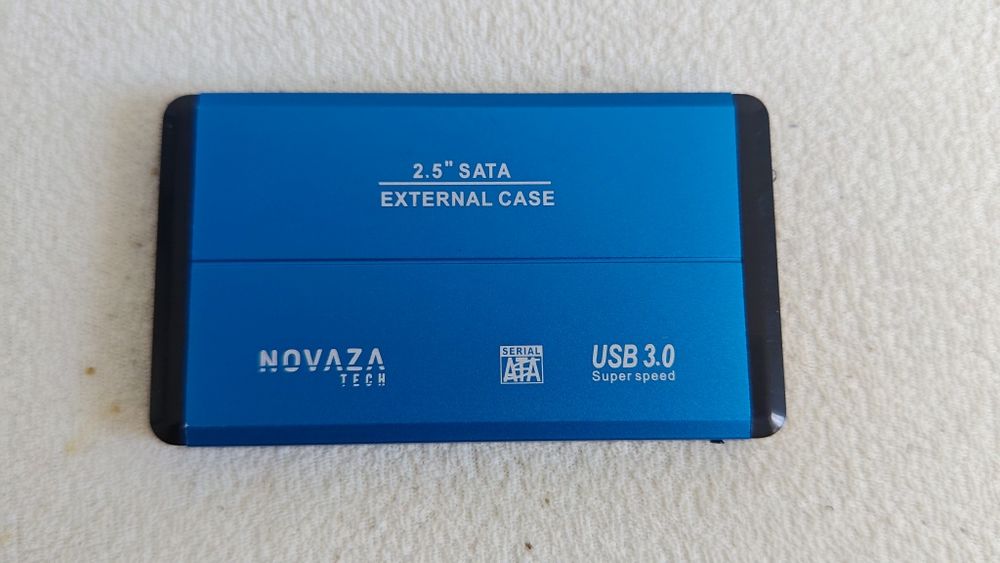 2.5" SATA
EXTERNAL CASE
NOVAZA
TECH
SERIAL
ATA
USB 3.0
Super speed